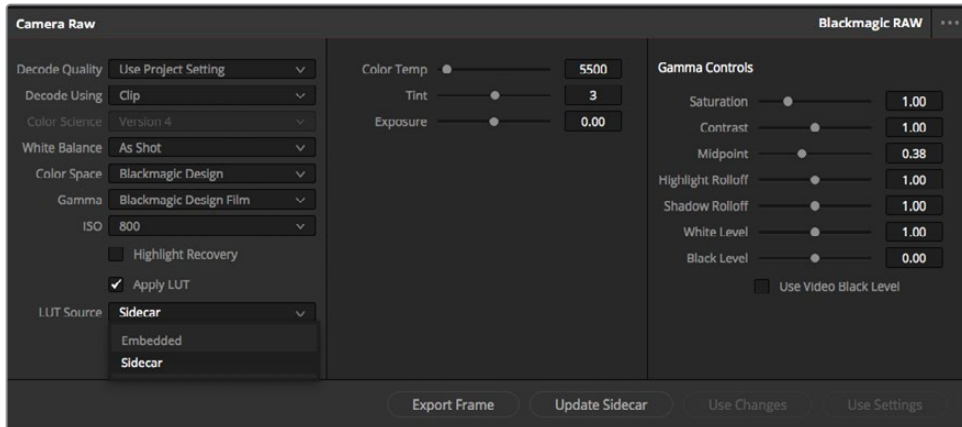 Camera Raw
Blackmagic RAW
Decode Quality Use Project Setting
Decode Using Clip
Color Science Version 4
White Balance As Shot
Color Space Blackmagic Design
Gamma Blackmagic Design Film
ISO 800
Highlight Recovery
Apply LUT
LUT Source Sidecar
Embedded
Sidecar
Color Temp 5500
Tint 3
Exposure 0.00
Gamma Controls
Saturation 1.00
Contrast 1.00
Midpoint 0.38
Highlight Rolloff 1.00
Shadow Rolloff 1.00
White Level 1.00
Black Level 0.00
Use Video Black Level
Export Frame
Update Sidecar
Use Changes
Use Settings